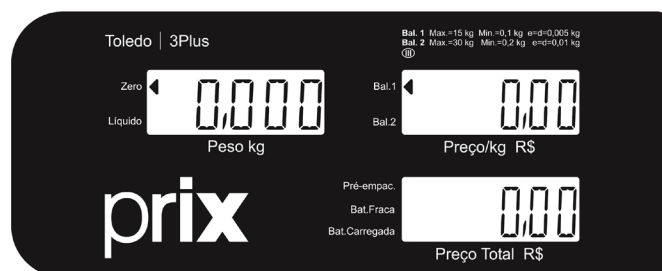 Toledo | 3Plus
Bal. 1 Max.=15 kg Min.=0,1 kg e=d=0,005 kg
Bal. 2 Max.=30 kg Min.=0,2 kg e=d=0,01 kg
III
Zero
0,000
Líquido
Peso kg
Bal.1
0,00
Bal.2
Preço/kg R$
prix
Pré-empac.
Bat.Fraca
0,00
Bat.Carregada
Preço Total R$